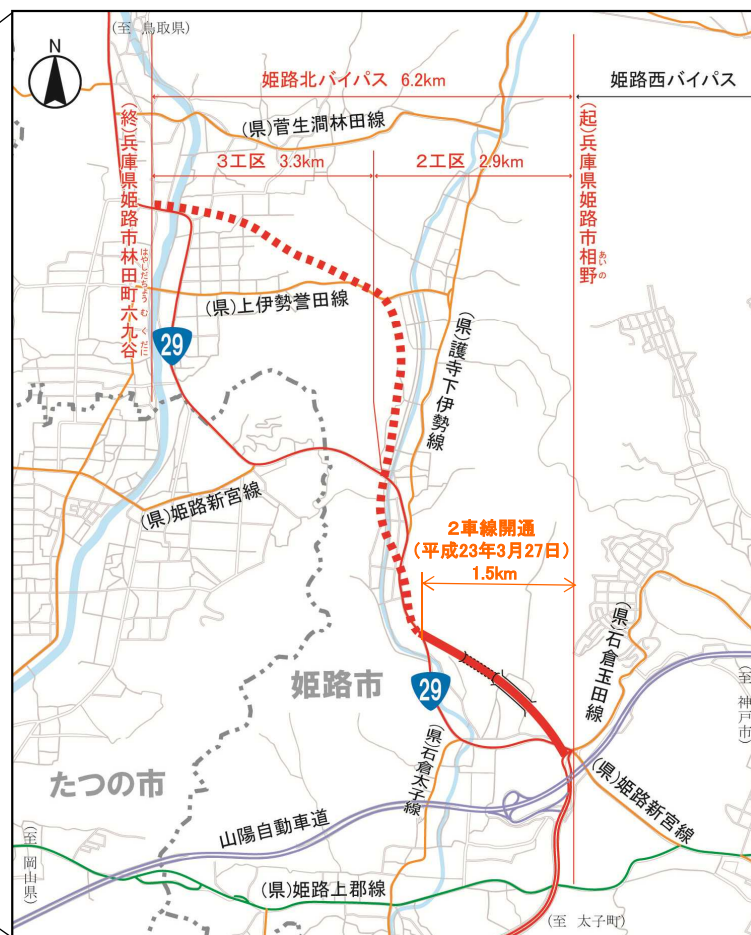 (至 鳥取県)
N
姫路北バイパス 6.2km
姫路西バイパス
(県)菅生澗林田線
3工区 3.3km
2工区 2.9km
(終)兵庫県姫路市林田町六九谷
はやしだちょう む く だに
(起)兵庫県姫路市相野
あいの
(県)上伊勢誉田線
29
(県)護寺下伊勢線
(県)姫路新宮線
2車線開通
(平成23年3月27日)
1.5km
(県)石倉玉田線
姫路市
29
(至 神戸市)
(県)石倉太子線
たつの市
(県)姫路新宮線
山陽自動車道
(至 岡山県)
(県)姫路上郡線
(至 太子町)